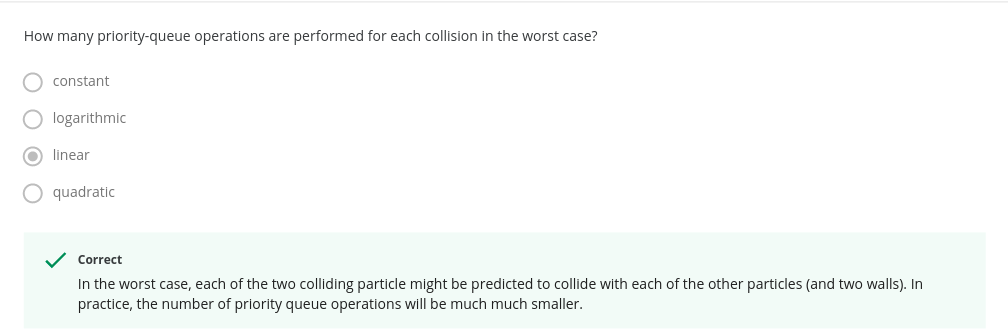 How many priority-queue operations are performed for each collision in the worst case?
constant
logarithmic
linear
quadratic
Correct
In the worst case, each of the two colliding particle might be predicted to collide with each of the other particles (and two walls). In
practice, the number of priority queue operations will be much much smaller.